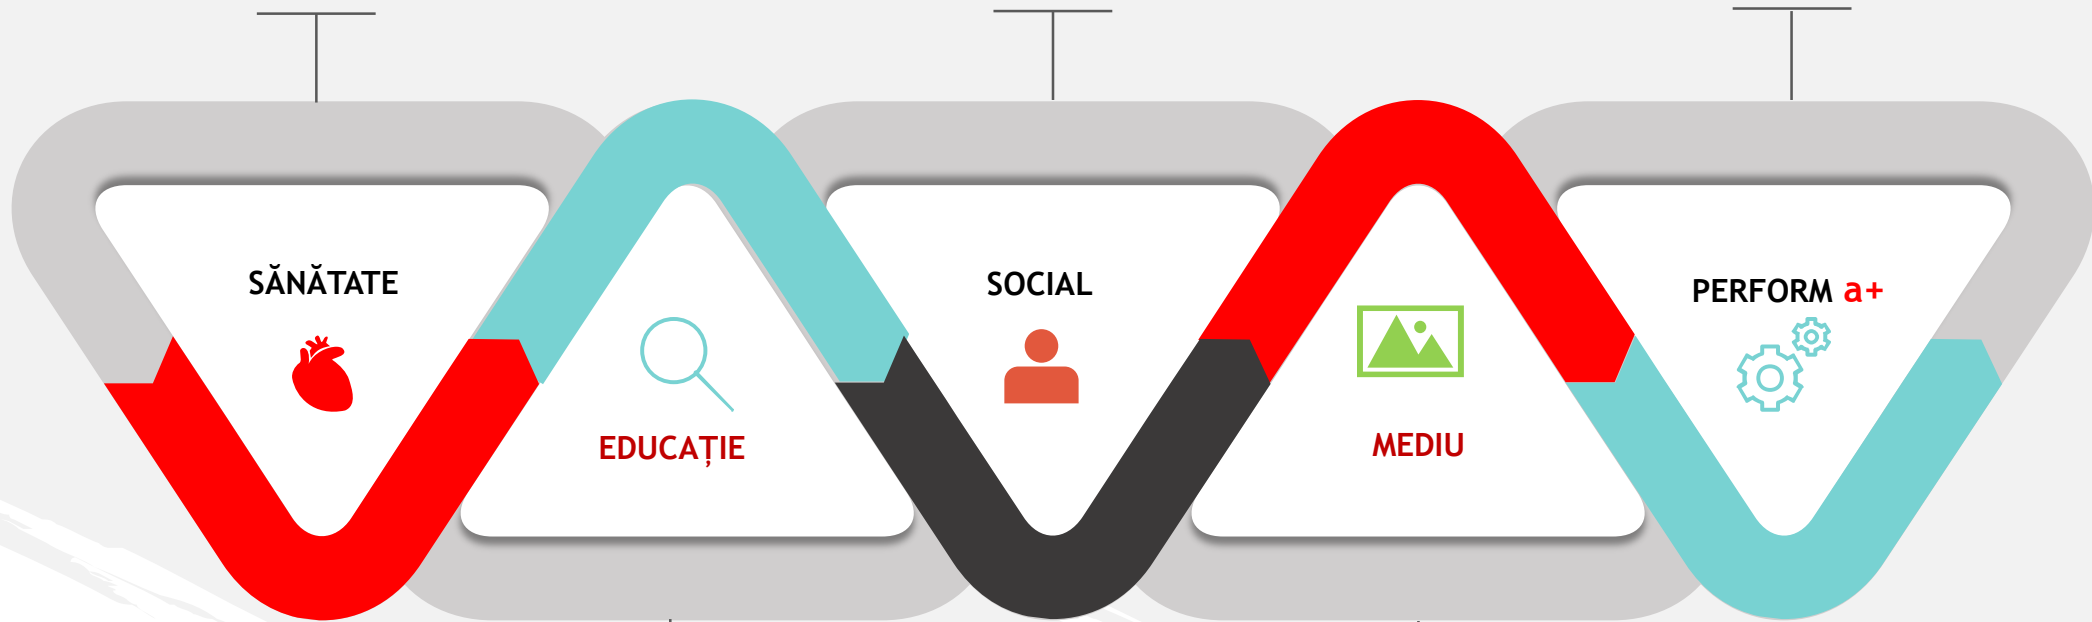 SĂNĂTATE
EDUCAȚIE
SOCIAL
MEDIU
PERFORM a+